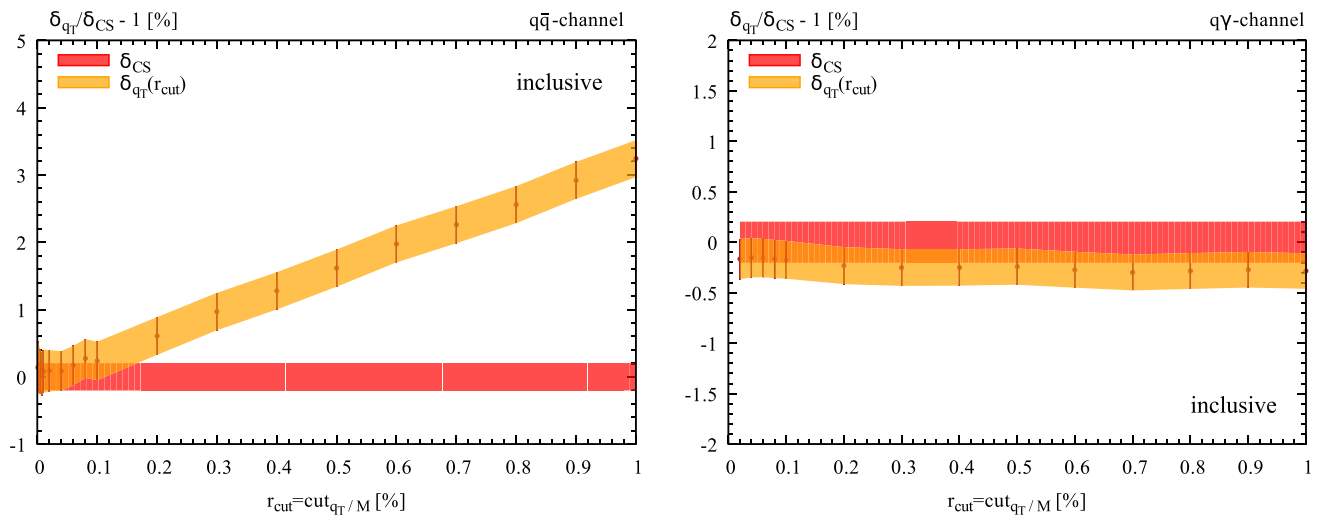 δqT/δCS - 1 [%] qq̄-channel
5
δCS
δqT(rcut)
inclusive
4
3
2
1
0
-1
0 0.1 0.2 0.3 0.4 0.5 0.6 0.7 0.8 0.9 1
rcut=cutqT/M [%]
δqT/δCS - 1 [%] qγ-channel
2
δCS
δqT(rcut)
1.5
1
0.5
0
-0.5
-1
-1.5
inclusive
-2
0 0.1 0.2 0.3 0.4 0.5 0.6 0.7 0.8 0.9 1
rcut=cutqT/M [%]